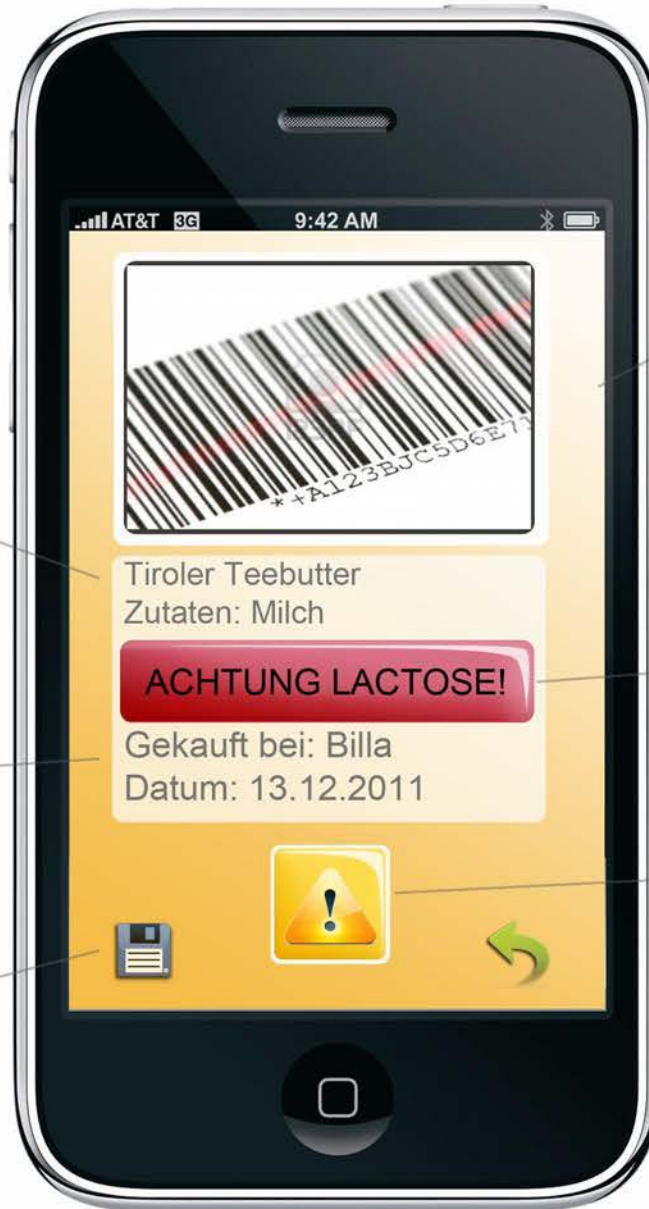 AT&T 3G 9:42 AM
*+A123BJC5D6E7
Tiroler Teebutter
Zutaten: Milch
ACHTUNG LACTOSE!
Gekauft bei: Billa
Datum: 13.12.2011
!